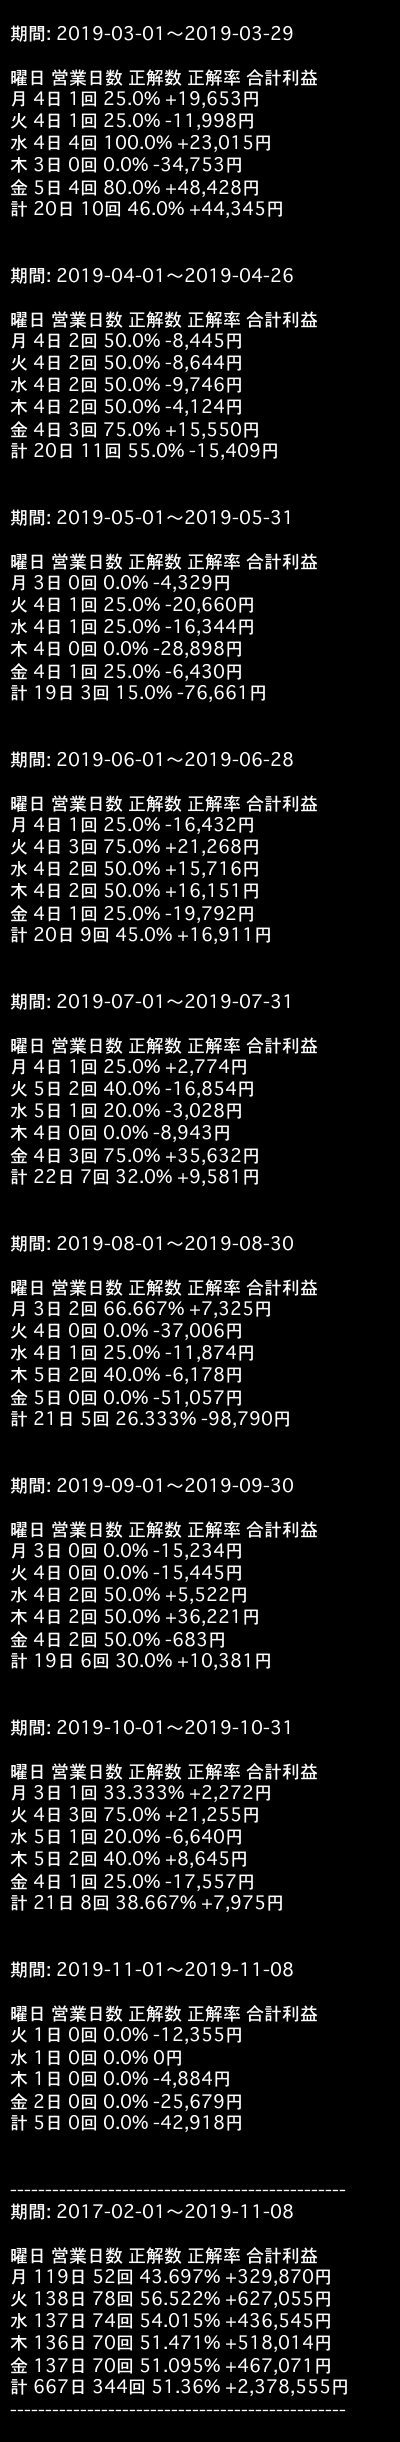 期間: 2019-03-01～2019-03-29
曜日 営業日数 正解数 正解率 合計利益
月 4日 1回 25.0% +19,653円
火 4日 1回 25.0% -11,998円
水 4日 4回 100.0% +23,015円
木 3日 0回 0.0% -34,753円
金 5日 4回 80.0% +48,428円
計 20日 10回 46.0% +44,345円
期間: 2019-04-01～2019-04-26
曜日 営業日数 正解数 正解率 合計利益
月 4日 2回 50.0% -8,445円
火 4日 2回 50.0% -8,644円
水 4日 2回 50.0% -9,746円
木 4日 2回 50.0% -4,124円
金 4日 3回 75.0% +15,550円
計 20日 11回 55.0% -15,409円
期間: 2019-05-01～2019-05-31
曜日 営業日数 正解数 正解率 合計利益
月 3日 0回 0.0% -4,329円
火 4日 1回 25.0% -20,660円
水 4日 1回 25.0% -16,344円
木 4日 0回 0.0% -28,898円
金 4日 1回 25.0% -6,430円
計 19日 3回 15.0% -76,661円
期間: 2019-06-01～2019-06-28
曜日 営業日数 正解数 正解率 合計利益
月 4日 1回 25.0% -16,432円
火 4日 3回 75.0% +21,268円
水 4日 2回 50.0% +15,716円
木 4日 2回 50.0% +16,151円
金 4日 1回 25.0% -19,792円
計 20日 9回 45.0% +16,911円
期間: 2019-07-01～2019-07-31
曜日 営業日数 正解数 正解率 合計利益
月 4日 1回 25.0% +2,774円
火 5日 2回 40.0% -16,854円
水 5日 1回 20.0% -3,028円
木 4日 0回 0.0% -8,943円
金 4日 3回 75.0% +35,632円
計 22日 7回 32.0% +9,581円
期間: 2019-08-01～2019-08-30
曜日 営業日数 正解数 正解率 合計利益
月 3日 2回 66.667% +7,325円
火 4日 0回 0.0% -37,006円
水 4日 1回 25.0% -11,874円
木 5日 2回 40.0% -6,178円
金 5日 0回 0.0% -51,057円
計 21日 5回 26.333% -98,790円
期間: 2019-09-01～2019-09-30
曜日 営業日数 正解数 正解率 合計利益
月 3日 0回 0.0% -15,234円
火 4日 0回 0.0% -15,445円
水 4日 2回 50.0% +5,522円
木 4日 2回 50.0% +36,221円
金 4日 2回 50.0% -683円
計 19日 6回 30.0% +10,381円
期間: 2019-10-01～2019-10-31
曜日 営業日数 正解数 正解率 合計利益
月 3日 1回 33.333% +2,272円
火 4日 3回 75.0% +21,255円
水 5日 1回 20.0% -6,640円
木 5日 2回 40.0% +8,645円
金 4日 1回 25.0% -17,557円
計 21日 8回 38.667% +7,975円
期間: 2019-11-01～2019-11-08
曜日 営業日数 正解数 正解率 合計利益
火 1日 0回 0.0% -12,355円
水 1日 0回 0.0% 0円
木 1日 0回 0.0% -4,884円
金 2日 0回 0.0% -25,679円
計 5日 0回 0.0% -42,918円
------------------------------------------------
期間: 2017-02-01～2019-11-08
曜日 営業日数 正解数 正解率 合計利益
月 119日 52回 43.697% +329,870円
火 138日 78回 56.522% +627,055円
水 137日 74回 54.015% +436,545円
木 136日 70回 51.471% +518,014円
金 137日 70回 51.095% +467,071円
計 667日 344回 51.36% +2,378,555円
------------------------------------------------